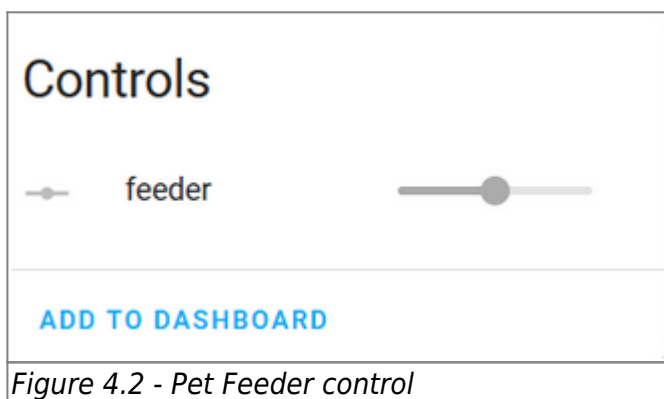 Controls
feeder
ADD TO DASHBOARD
Figure 4.2 - Pet Feeder control